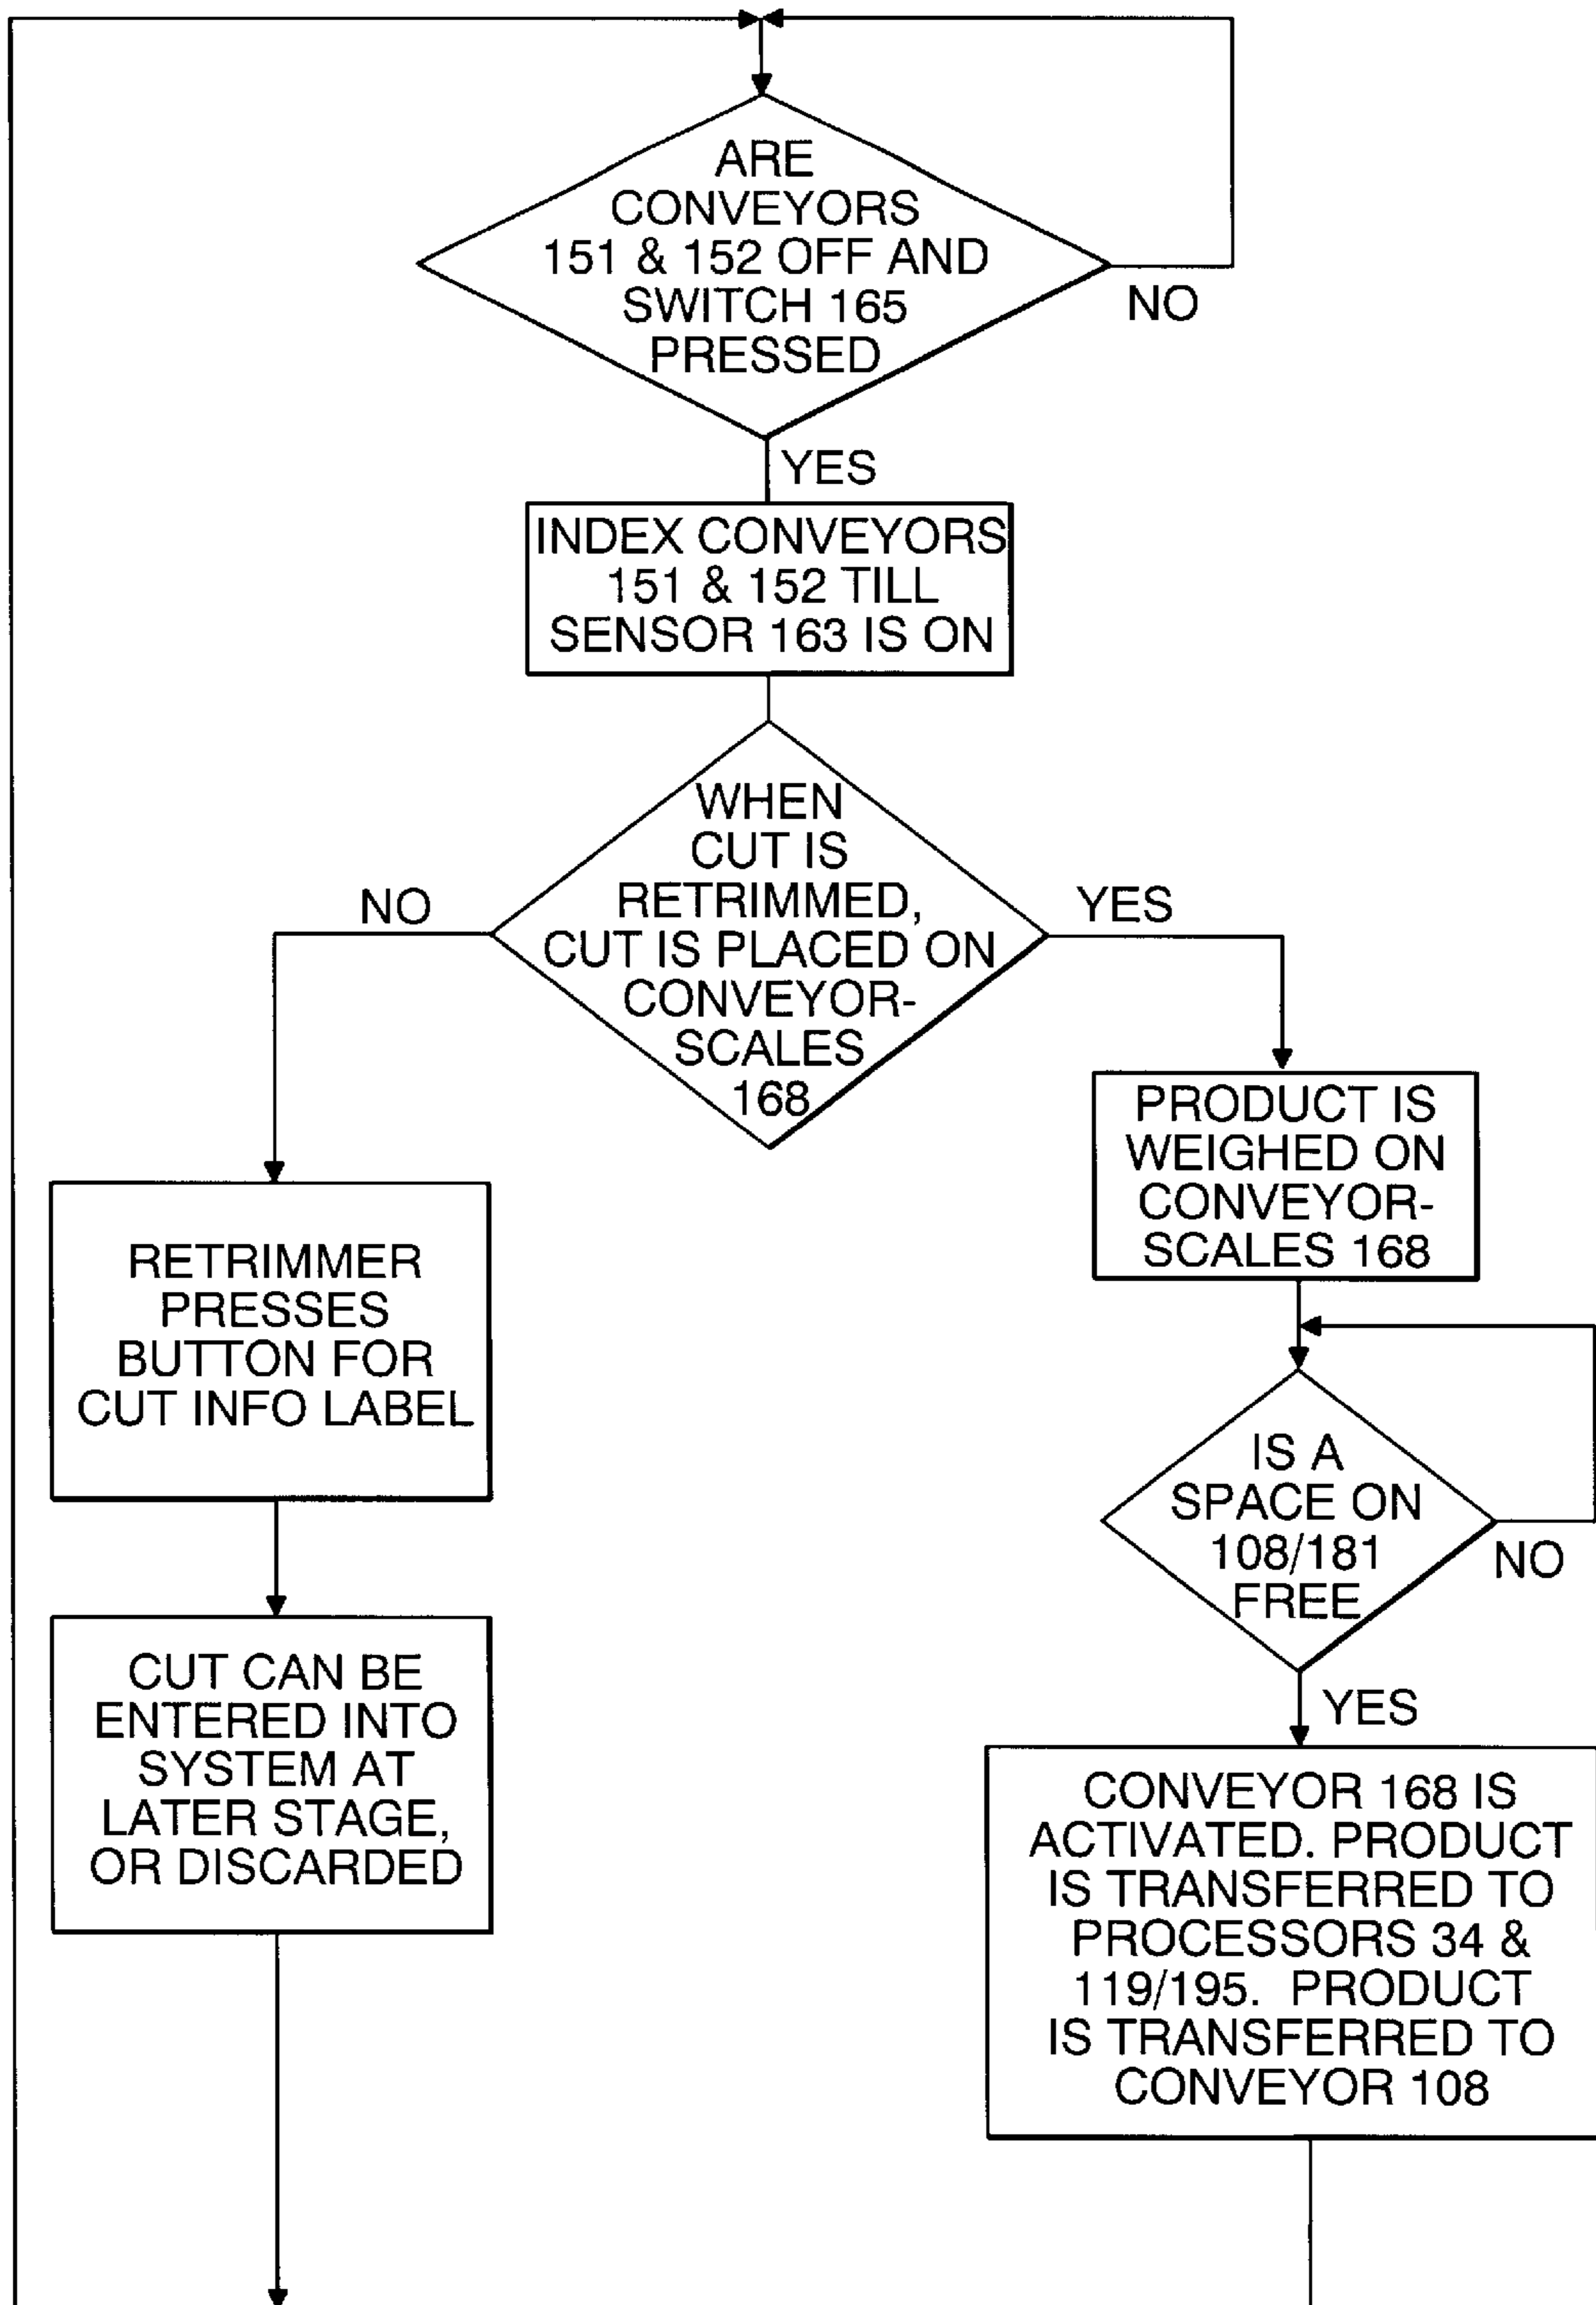 ARE
CONVEYORS
151 & 152 OFF AND
SWITCH 165
PRESSED
NO
YES
INDEX CONVEYORS
151 & 152 TILL
SENSOR 163 IS ON
WHEN
CUT IS
RETRIMMED,
CUT IS PLACED ON
CONVEYOR-
SCALES
168
NO
YES
RETRIMMER
PRESSES
BUTTON FOR
CUT INFO LABEL
CUT CAN BE
ENTERED INTO
SYSTEM AT
LATER STAGE,
OR DISCARDED
PRODUCT IS
WEIGHED ON
CONVEYOR-
SCALES 168
IS A
SPACE ON
108/181
FREE
NO
YES
CONVEYOR 168 IS
ACTIVATED. PRODUCT
IS TRANSFERRED TO
PROCESSORS 34 &
119/195. PRODUCT
IS TRANSFERRED TO
CONVEYOR 108